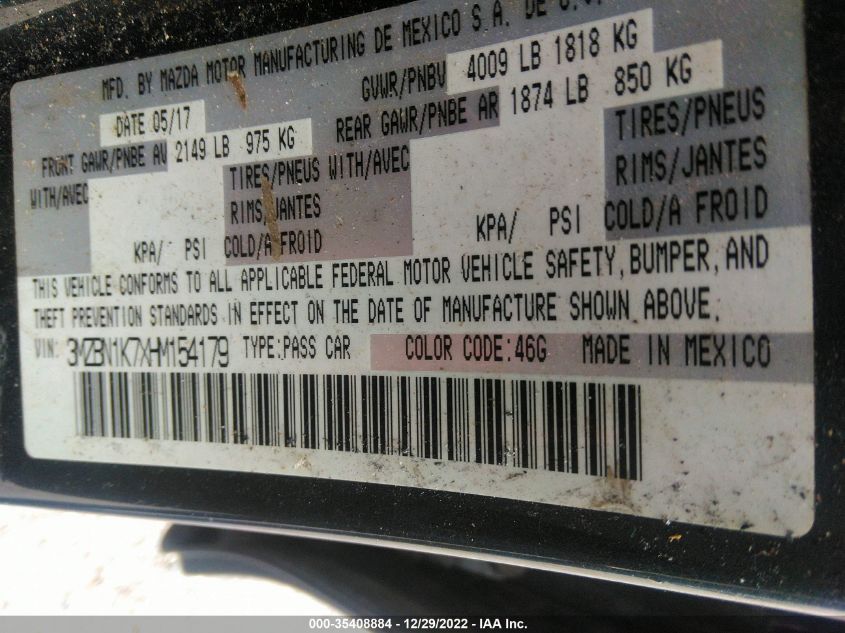 MFD. BY MAZDA MOTOR MANUFACTURING DE MEXICO S.A. DE C.V.
DATE 05/17 GVWR/PNBV 4009 LB 1818 KG
FRONT GAWR/PNBE AV 2149 LB 975 KG REAR GAWR/PNBE AR 1874 LB 850 KG
WITH/AVEC TIRES/PNEUS WITH/AVEC TIRES/PNEUS
RIMS/JANTES RIMS/JANTES
KPA/ PSI COLD/A FROID KPA/ PSI COLD/A FROID
THIS VEHICLE CONFORMS TO ALL APPLICABLE FEDERAL MOTOR VEHICLE SAFETY, BUMPER, AND
THEFT PREVENTION STANDARDS IN EFFECT ON THE DATE OF MANUFACTURE SHOWN ABOVE.
VIN: 3MZBN1K7XHM154179 TYPE:PASS CAR COLOR CODE:46G MADE IN MEXICO
000-35408884 - 12/29/2022 - IAA Inc.